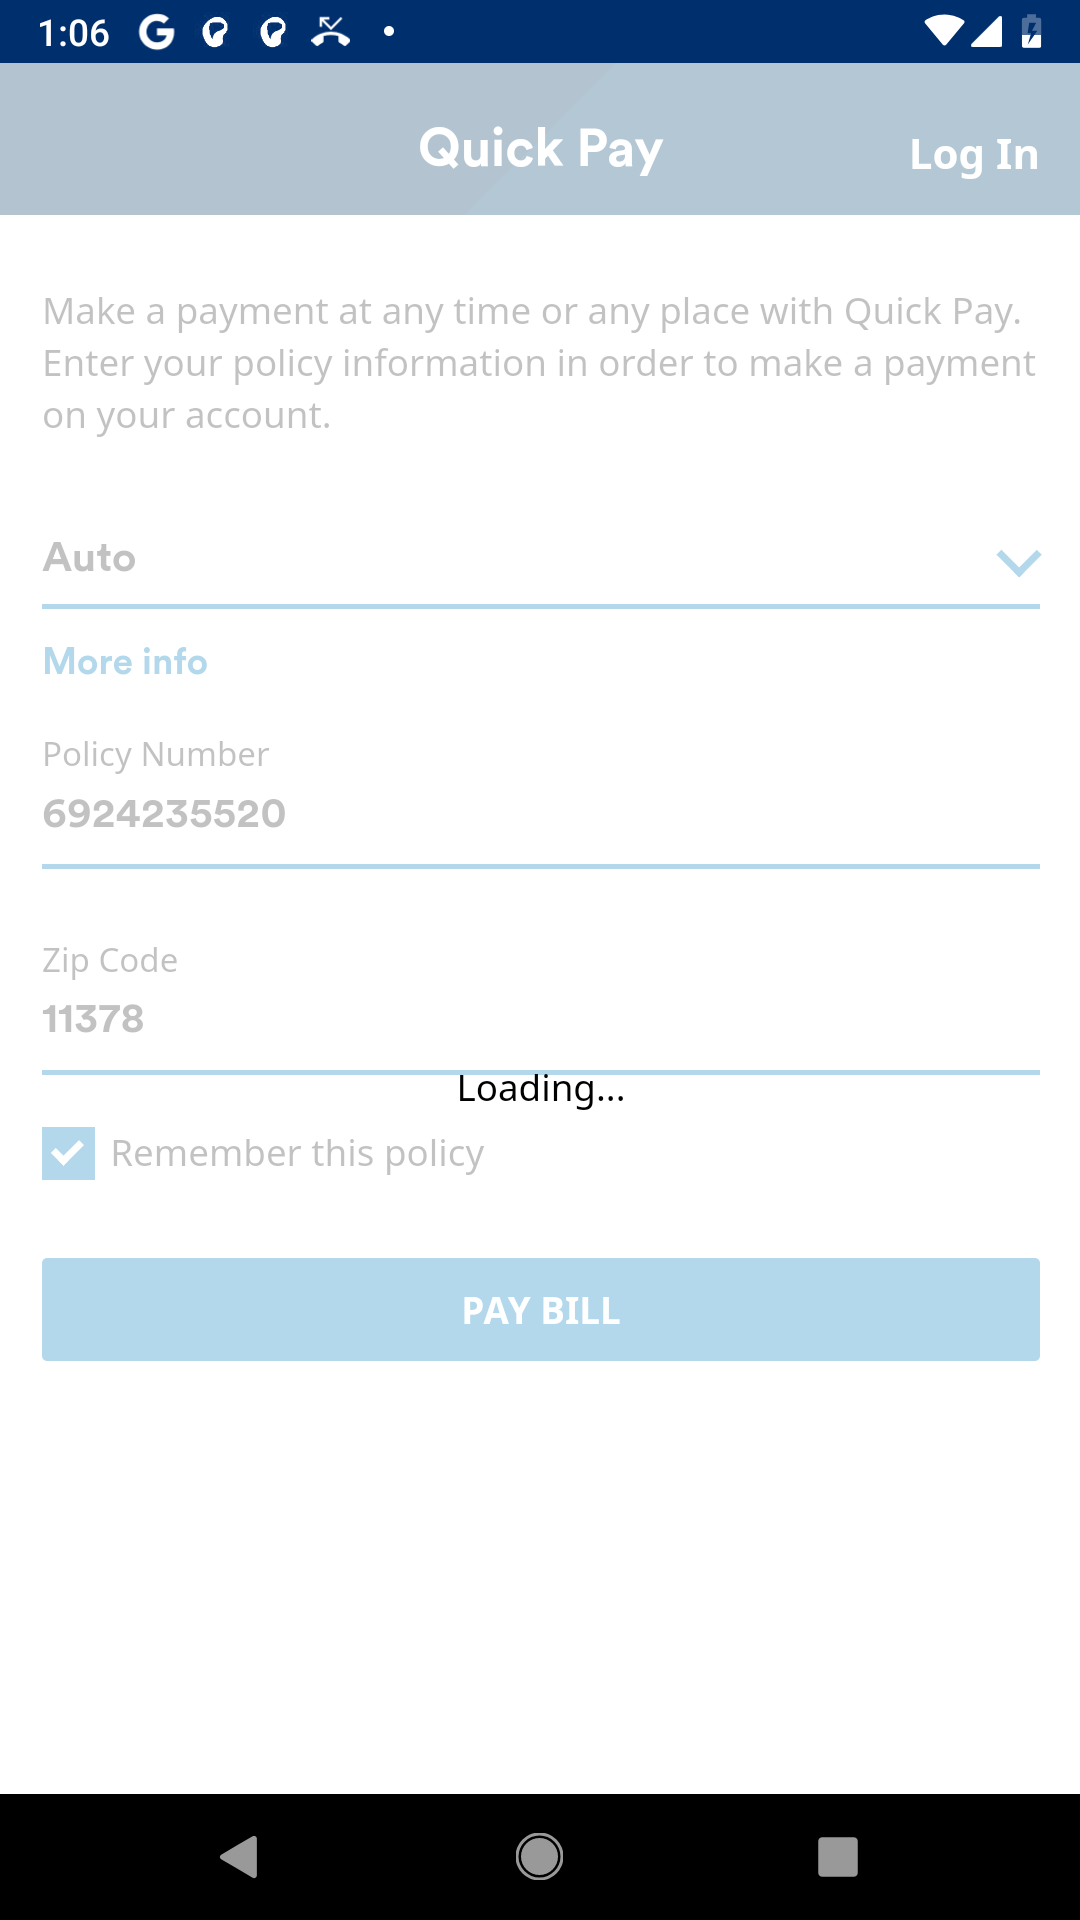 1:06
Quick Pay
Log In
Make a payment at any time or any place with Quick Pay.
Enter your policy information in order to make a payment
on your account.
Auto
More info
Policy Number
6924235520
Zip Code
11378
Loading...
Remember this policy
PAY BILL